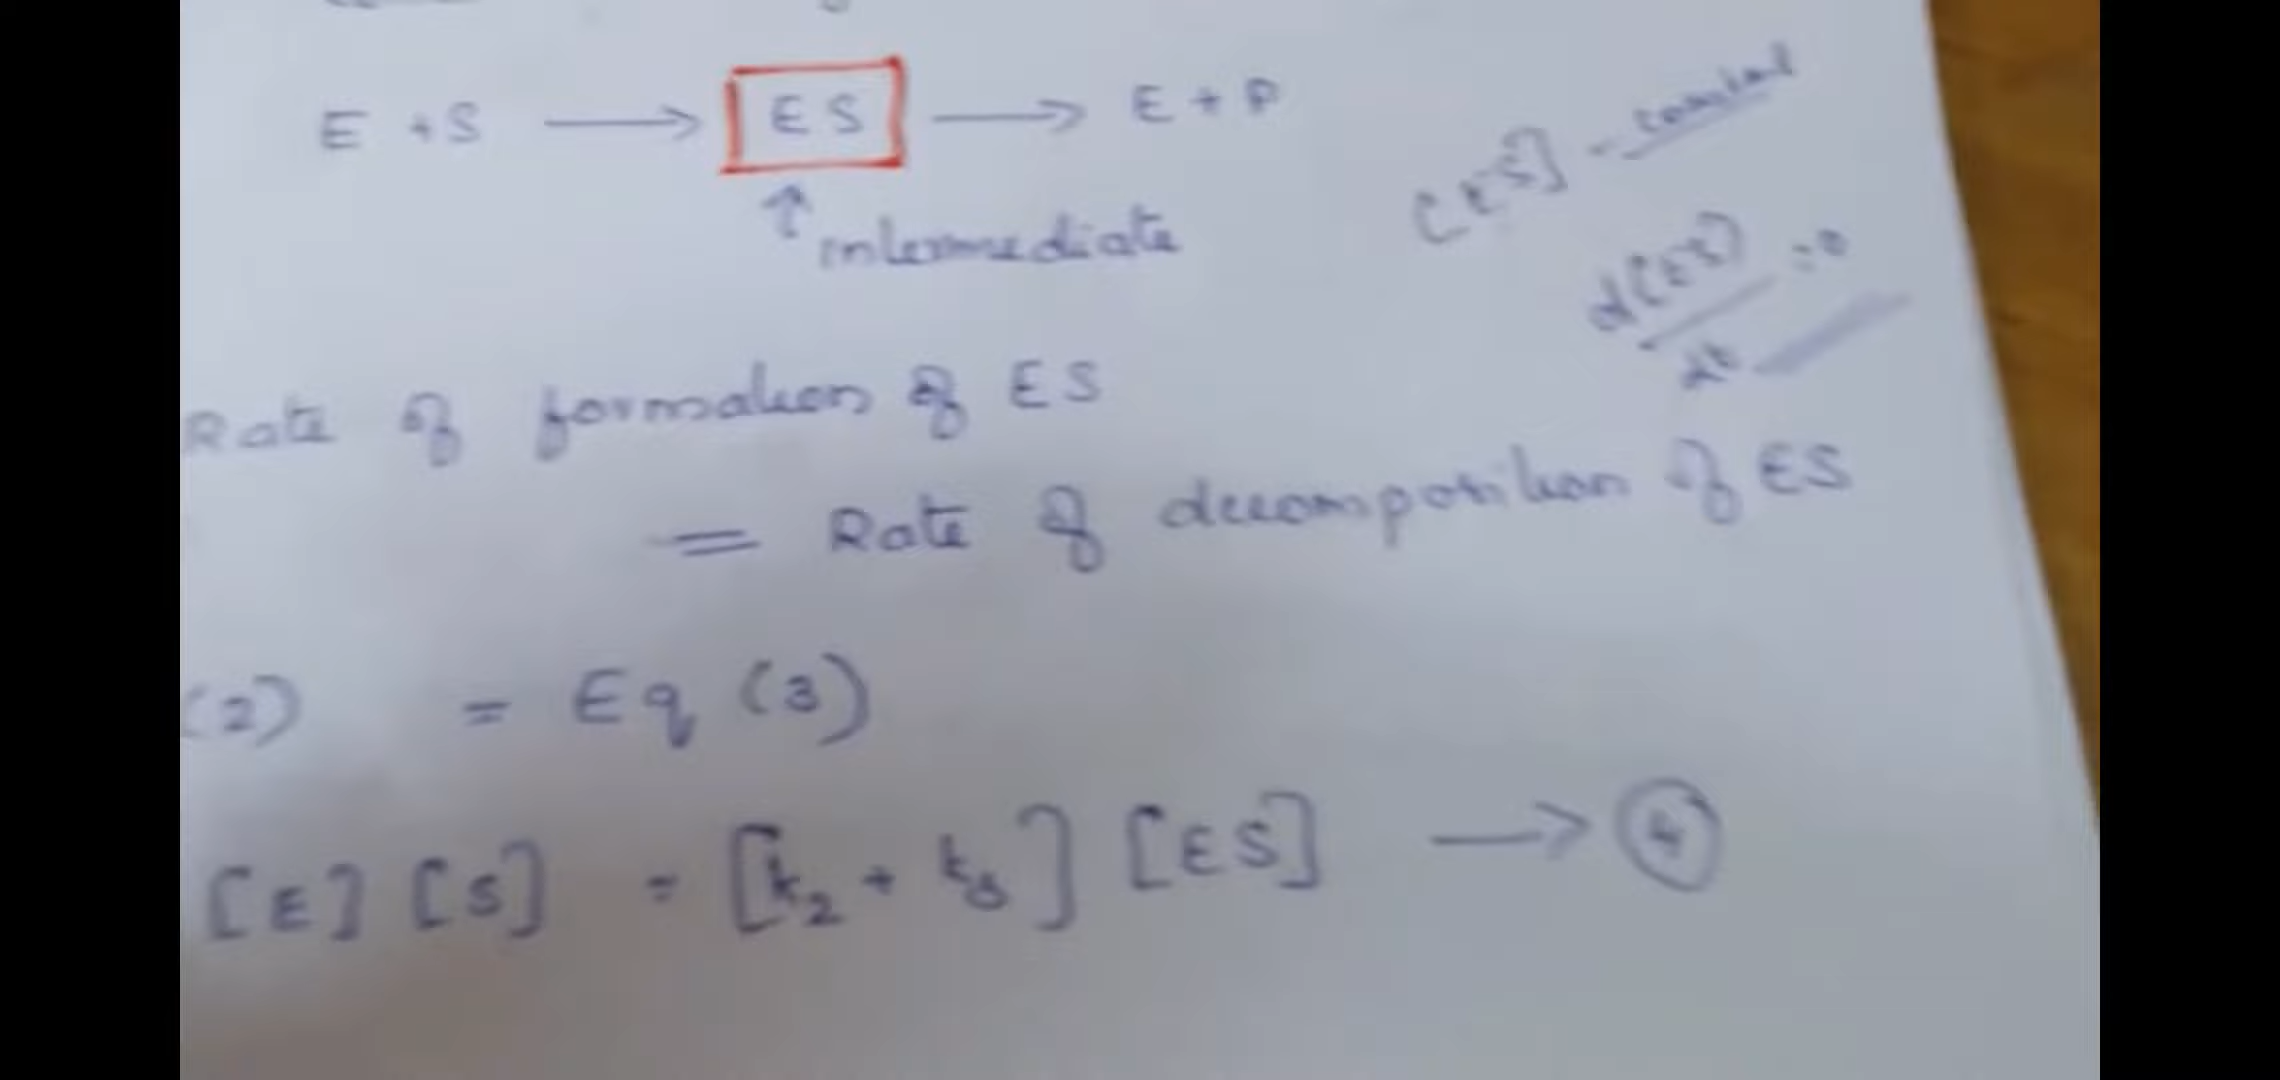 E + S ⟶ ES ⟶ E + P
↑ intermediate
[ES] - constant
d[ES] / dt = 0
Rate of formation of ES
= Rate of decomposition of ES
(2) = Eq (3)
[E] [S] = [k₂ + k₃] [ES] ⟶ 4